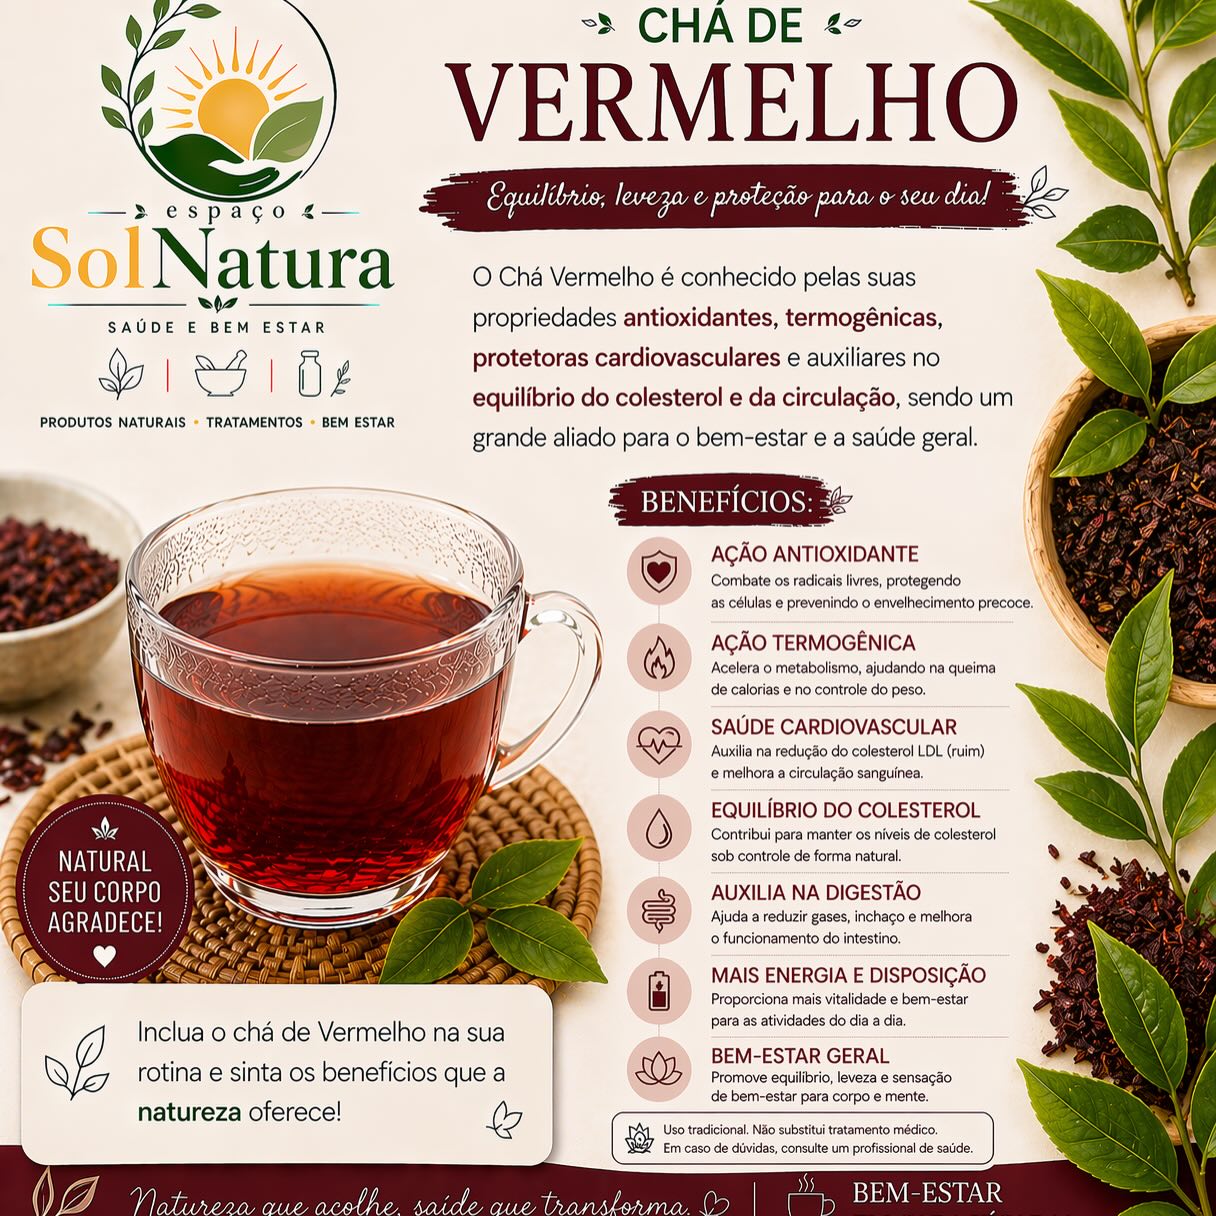 CHÁ DE
VERMELHO
Equilíbrio, leveza e proteção para o seu dia!
espaço
SolNatura
SAÚDE E BEM ESTAR
PRODUTOS NATURAIS • TRATAMENTOS • BEM ESTAR
O Chá Vermelho é conhecido pelas suas
propriedades antioxidantes, termogênicas,
protetoras cardiovasculares e auxilíares no
equilíbrio do colesterol e da circulação, sendo um
grande aliado para o bem-estar e a saúde geral.
BENEFÍCIOS:
AÇÃO ANTIOXIDANTE
Combate os radicais livres, protegendo
as células e prevenindo o envelhecimento precoce.
AÇÃO TERMOGÊNICA
Acelera o metabolismo, ajudando na queima
de calorias e no controle do peso.
SAÚDE CARDIOVASCULAR
Auxilia na redução do colesterol LDL (ruim)
e melhora a circulação sanguínea.
EQUILÍBRIO DO COLESTEROL
Contribui para manter os níveis de colesterol
sob controle de forma natural.
AUXILIA NA DIGESTÃO
Ajuda a reduzir gases, inchaço e melhora
o funcionamento do intestino.
MAIS ENERGIA E DISPOSIÇÃO
Proporciona mais vitalidade e bem-estar
para as atividades do dia a dia.
BEM-ESTAR GERAL
Promove equilíbrio, leveza e sensação
de bem-estar para corpo e mente.
NATURAL
SEU CORPO
AGRADECE!
Inclua o chá de Vermelho na sua
rotina e sinta os benefícios que a
natureza oferece!
Uso tradicional. Não substitui tratamento médico.
Em caso de dúvidas, consulte um profissional de saúde.
Natureza que acolhe, saúde que transforma.
BEM-ESTAR